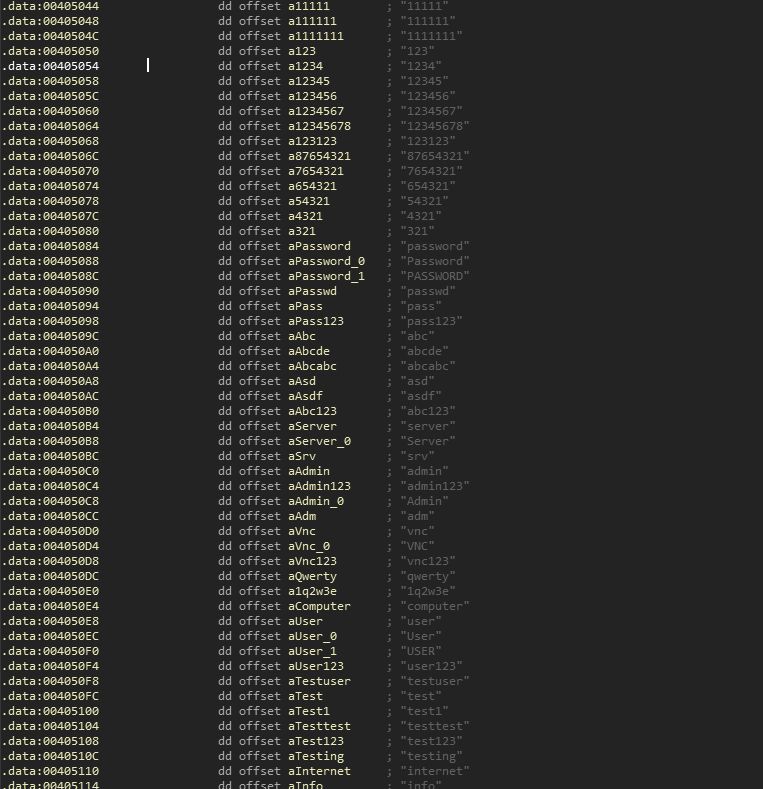 .data:00405044 dd offset a11111 ; "11111"
.data:00405048 dd offset a111111 ; "111111"
.data:0040504C dd offset a1111111 ; "1111111"
.data:00405050 dd offset a123 ; "123"
.data:00405054 dd offset a1234 ; "1234"
.data:00405058 dd offset a12345 ; "12345"
.data:0040505C dd offset a123456 ; "123456"
.data:00405060 dd offset a1234567 ; "1234567"
.data:00405064 dd offset a12345678 ; "12345678"
.data:00405068 dd offset a123123 ; "123123"
.data:0040506C dd offset a87654321 ; "87654321"
.data:00405070 dd offset a7654321 ; "7654321"
.data:00405074 dd offset a654321 ; "654321"
.data:00405078 dd offset a54321 ; "54321"
.data:0040507C dd offset a4321 ; "4321"
.data:00405080 dd offset a321 ; "321"
.data:00405084 dd offset aPassword ; "password"
.data:00405088 dd offset aPassword_0 ; "Password"
.data:0040508C dd offset aPassword_1 ; "PASSWORD"
.data:00405090 dd offset aPasswd ; "passwd"
.data:00405094 dd offset aPass ; "pass"
.data:00405098 dd offset aPass123 ; "pass123"
.data:0040509C dd offset aAbc ; "abc"
.data:004050A0 dd offset aAbcde ; "abcde"
.data:004050A4 dd offset aAbcabc ; "abcabc"
.data:004050A8 dd offset aAsd ; "asd"
.data:004050AC dd offset aAsdf ; "asdf"
.data:004050B0 dd offset aAbc123 ; "abc123"
.data:004050B4 dd offset aServer ; "server"
.data:004050B8 dd offset aServer_0 ; "Server"
.data:004050BC dd offset aSrv ; "srv"
.data:004050C0 dd offset aAdmin ; "admin"
.data:004050C4 dd offset aAdmin123 ; "admin123"
.data:004050C8 dd offset aAdmin_0 ; "Admin"
.data:004050CC dd offset aAdm ; "adm"
.data:004050D0 dd offset aVnc ; "vnc"
.data:004050D4 dd offset aVnc_0 ; "VNC"
.data:004050D8 dd offset aVnc123 ; "vnc123"
.data:004050DC dd offset aQwerty ; "qwerty"
.data:004050E0 dd offset a1q2w3e ; "1q2w3e"
.data:004050E4 dd offset aComputer ; "computer"
.data:004050E8 dd offset aUser ; "user"
.data:004050EC dd offset aUser_0 ; "User"
.data:004050F0 dd offset aUser_1 ; "USER"
.data:004050F4 dd offset aUser123 ; "user123"
.data:004050F8 dd offset aTestuser ; "testuser"
.data:004050FC dd offset aTest ; "test"
.data:00405100 dd offset aTest1 ; "test1"
.data:00405104 dd offset aTesttest ; "testtest"
.data:00405108 dd offset aTest123 ; "test123"
.data:0040510C dd offset aTesting ; "testing"
.data:00405110 dd offset aInternet ; "internet"
.data:00405114 dd offset aInfo ; "info"